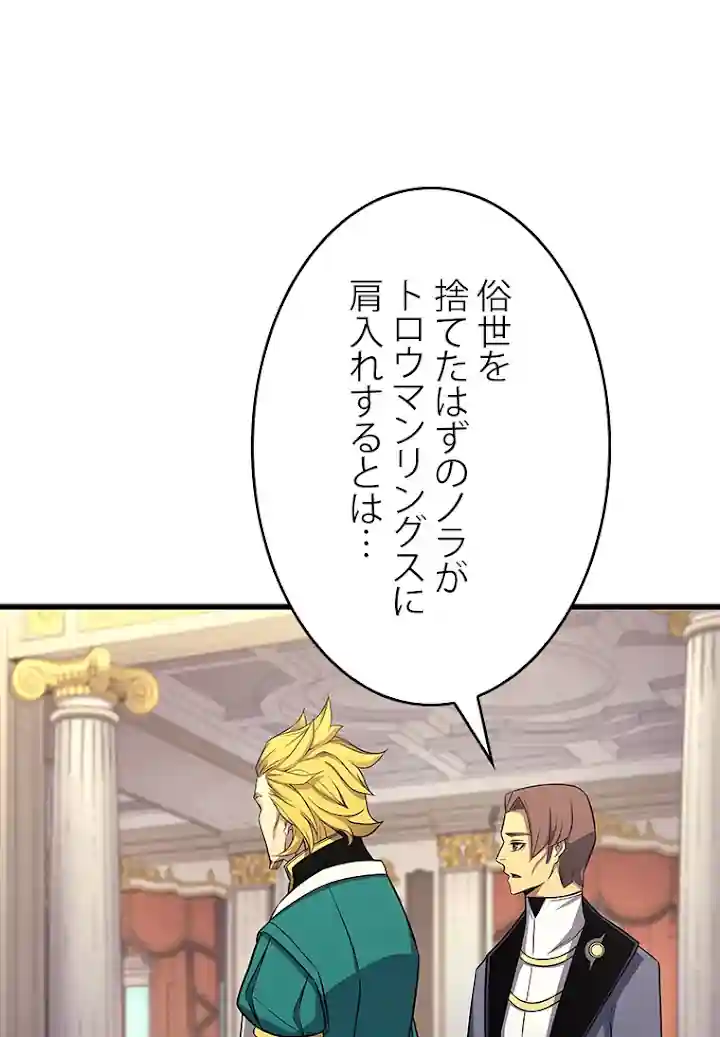 俗世を
捨てたはずのノラが
トロウマンリングスに
肩入れするとは…